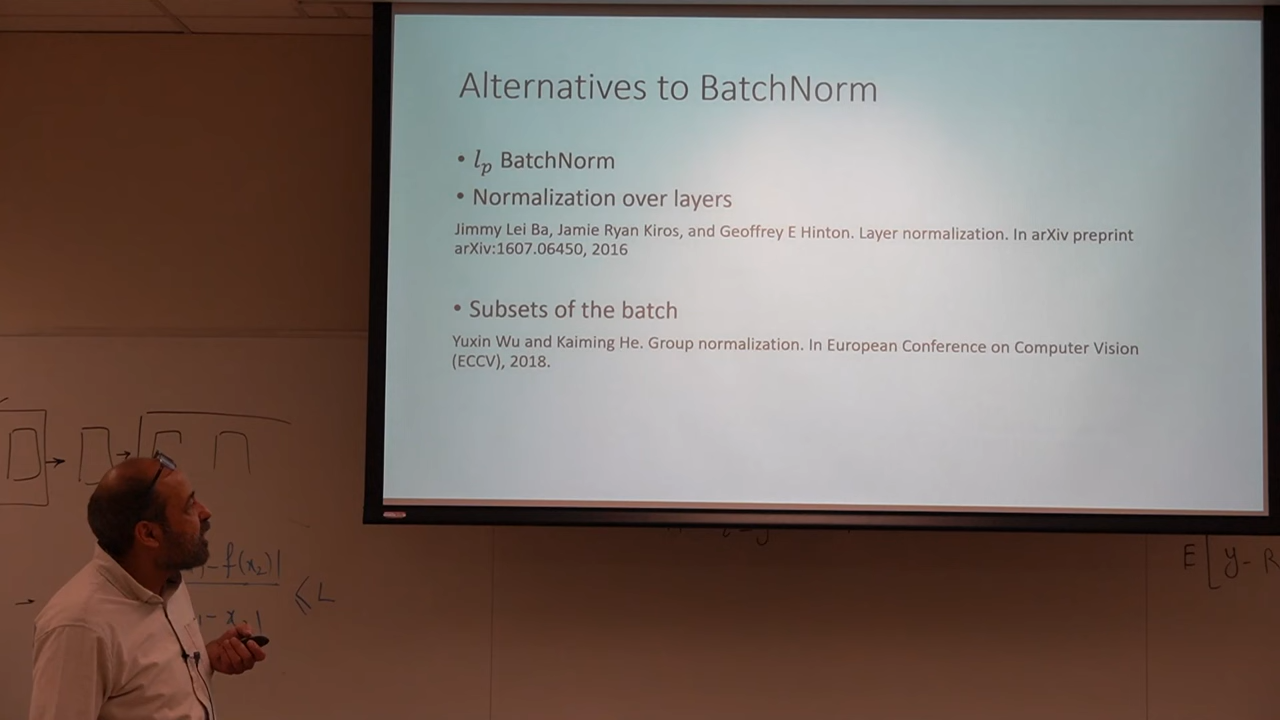 Alternatives to BatchNorm
• lₚ BatchNorm
• Normalization over layers
Jimmy Lei Ba, Jamie Ryan Kiros, and Geoffrey E Hinton. Layer normalization. In arXiv preprint
arXiv:1607.06450, 2016
• Subsets of the batch
Yuxin Wu and Kaiming He. Group normalization. In European Conference on Computer Vision
(ECCV), 2018.
- f(x₂)|
≤ L
E[y-